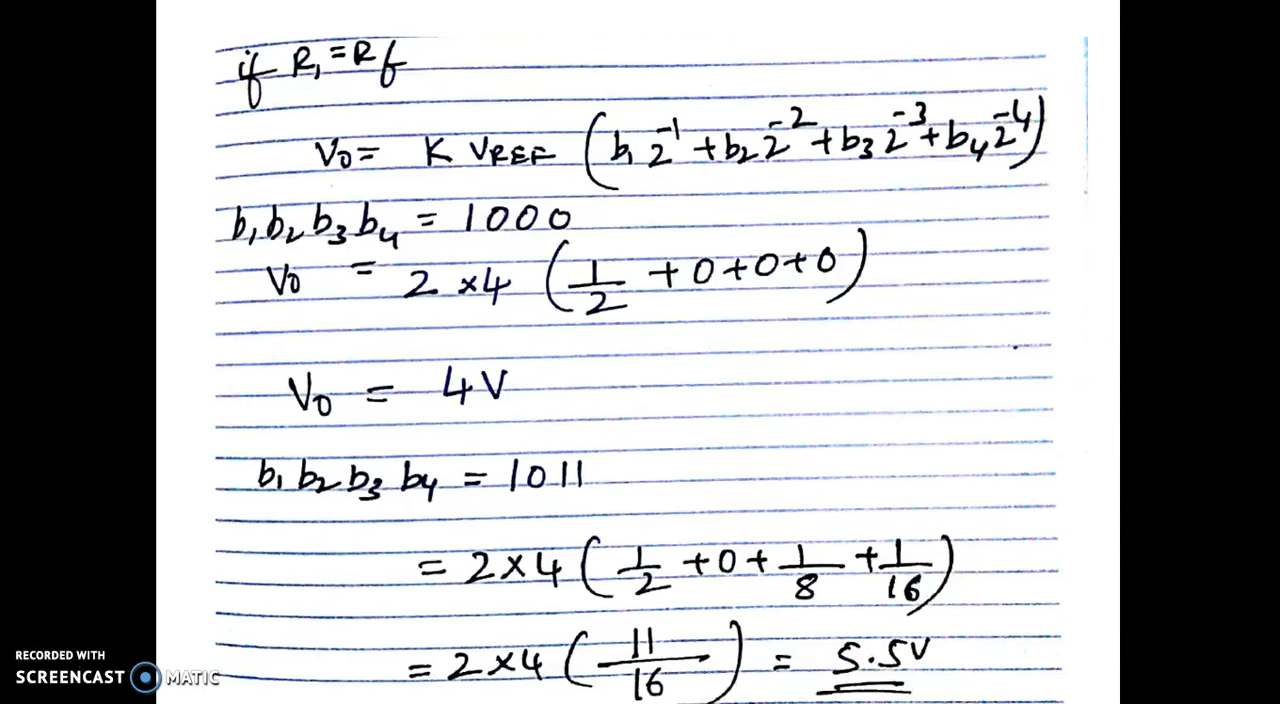 if R₁ = Rf
V₀ = K VREF (b₁ 2⁻¹ + b₂ 2⁻² + b₃ 2⁻³ + b₄ 2⁻⁴)
b₁ b₂ b₃ b₄ = 1000
V₀ = 2 × 4 (1/2 + 0 + 0 + 0)
V₀ = 4V
b₁ b₂ b₃ b₄ = 1011
= 2 × 4 (1/2 + 0 + 1/8 + 1/16)
= 2 × 4 (11/16) = 5.5V
RECORDED WITH
SCREENCAST MATIC